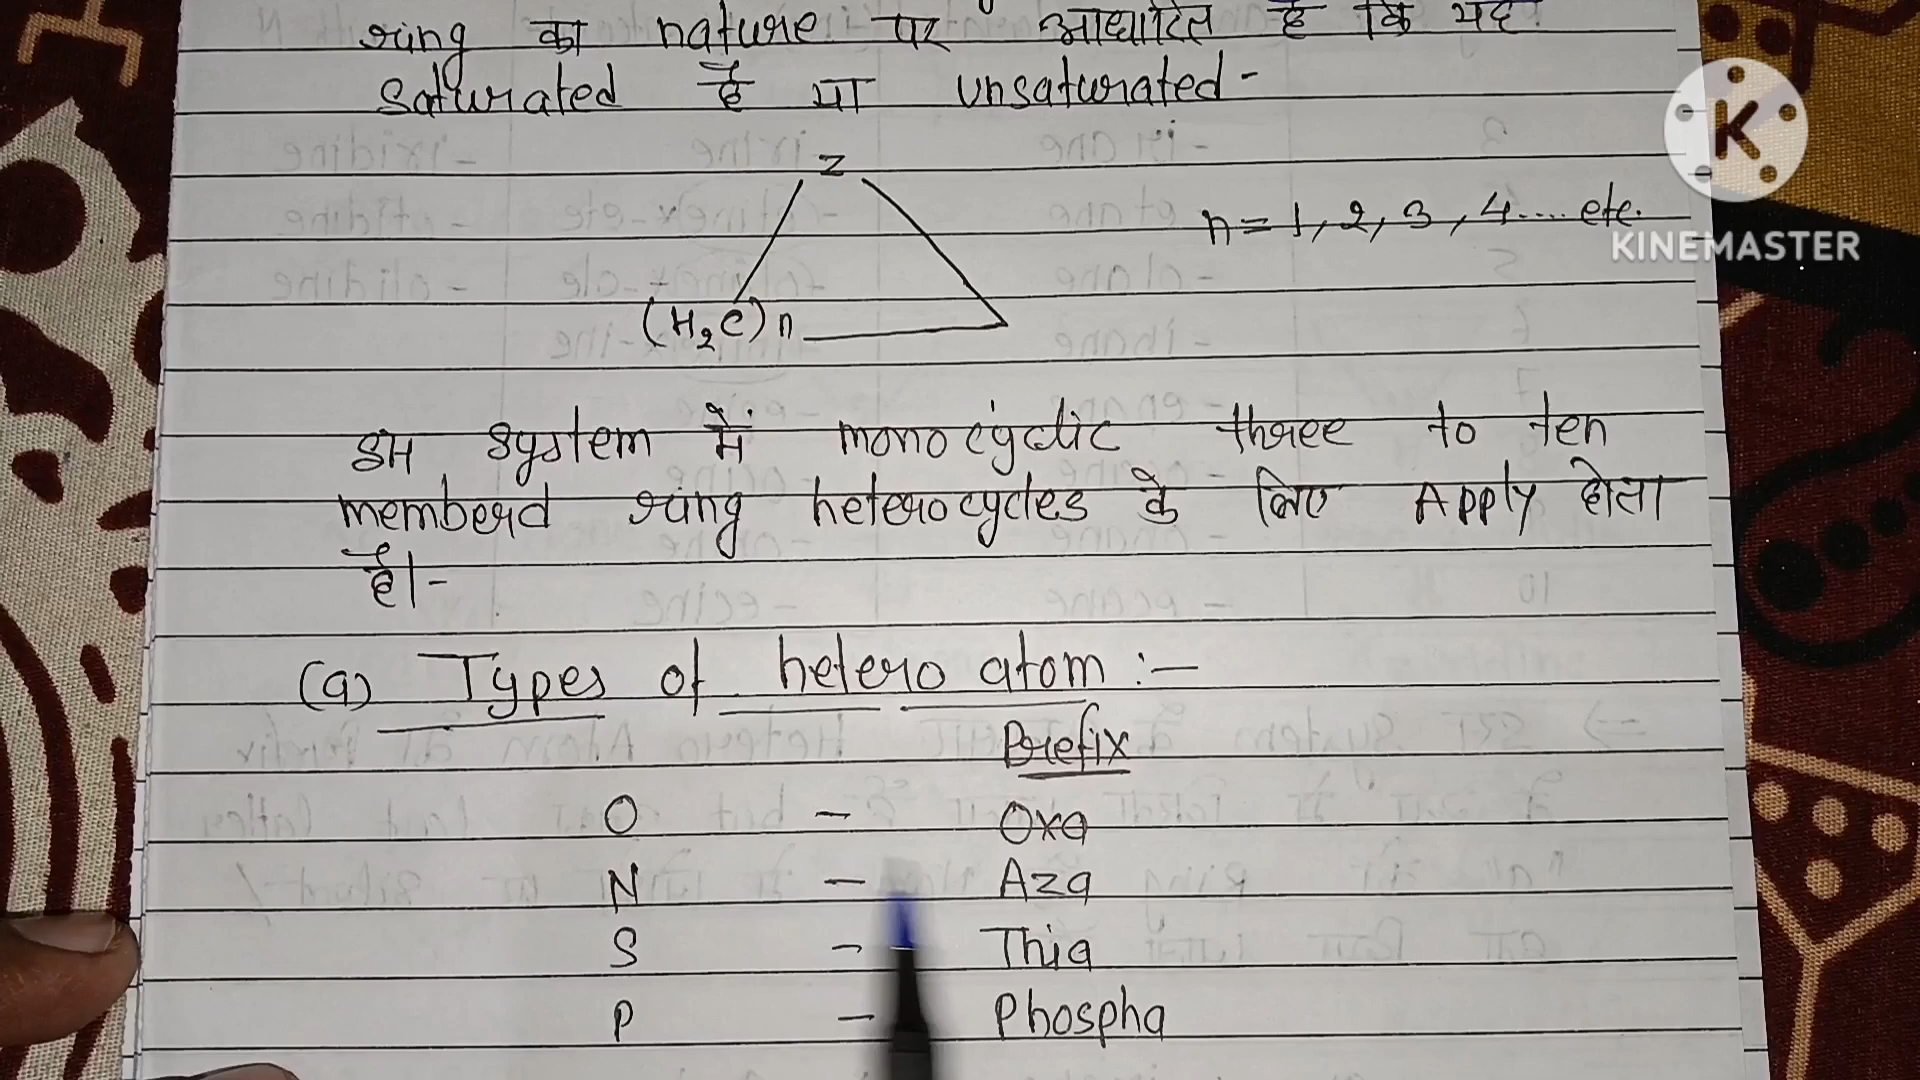 ring का nature पर आधारित है कि यह
saturated है या unsaturated -
Z
n = 1, 2, 3, 4.... etc.
KINEMASTER
(H₂C)n
इस system में monocyclic three to ten
memberd ring heterocycles के लिए Apply होता
है।-
(a) Types of hetero atom :-
Prefix
O - Oxa
N - Aza
S - Thia
P - Phospha